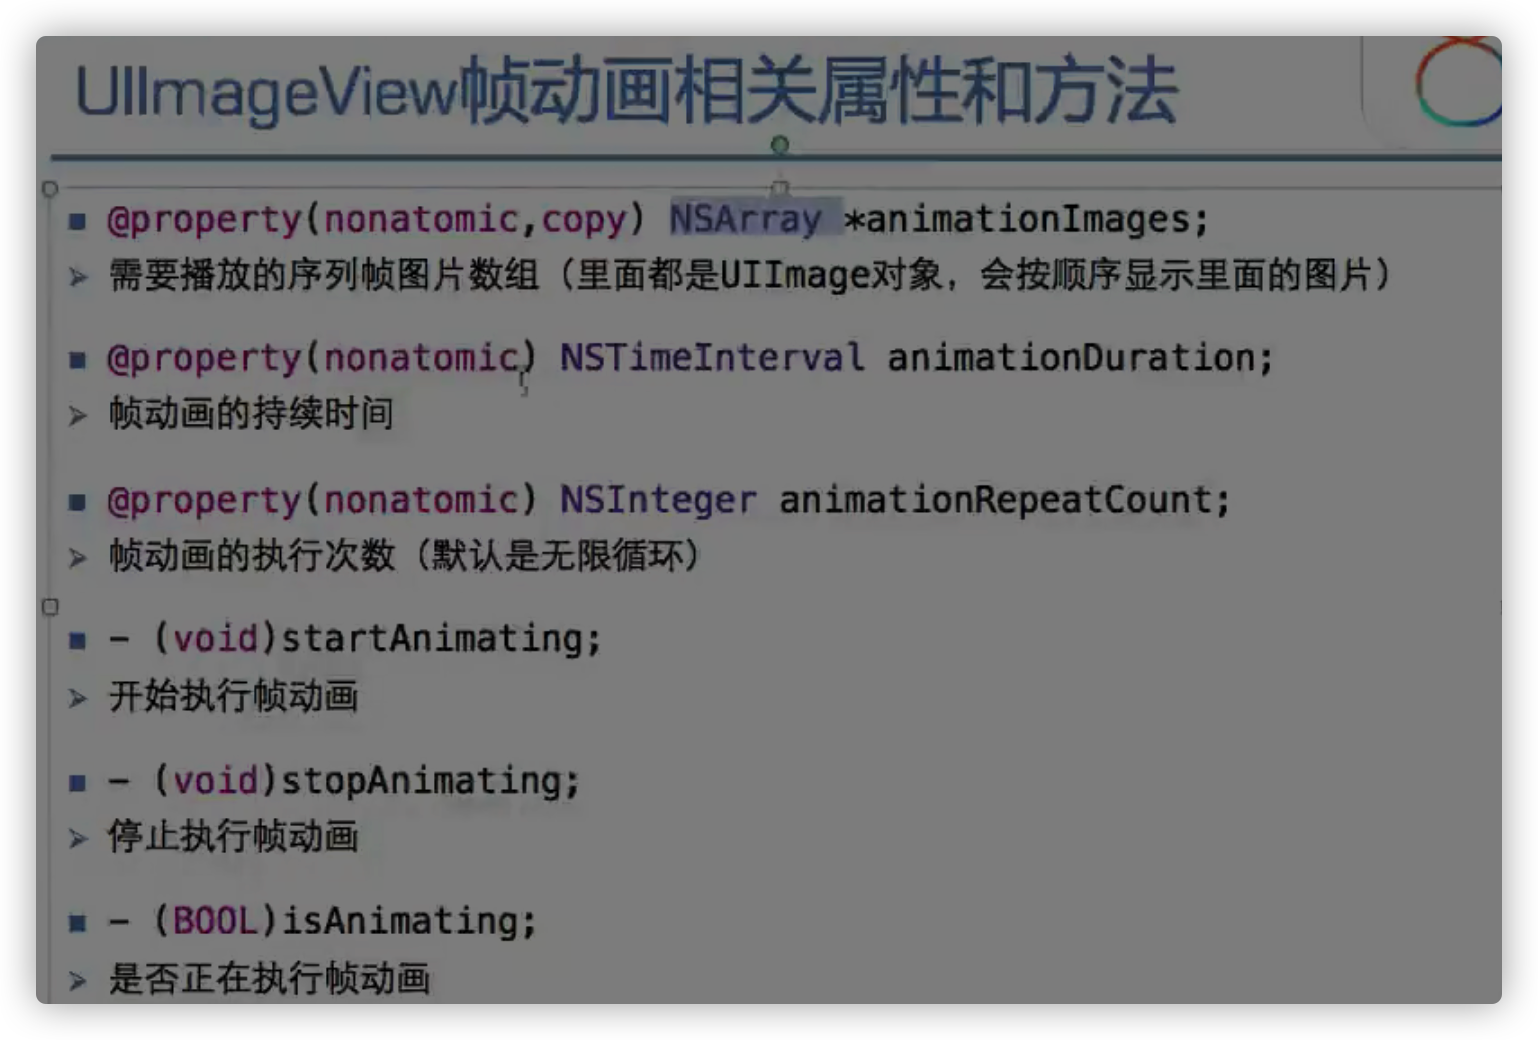 UIImageView帧动画相关属性和方法
@property(nonatomic,copy) NSArray *animationImages;
需要播放的序列帧图片数组（里面都是UIImage对象，会按顺序显示里面的图片）
@property(nonatomic) NSTimeInterval animationDuration;
帧动画的持续时间
@property(nonatomic) NSInteger animationRepeatCount;
帧动画的执行次数（默认是无限循环）
- (void)startAnimating;
开始执行帧动画
- (void)stopAnimating;
停止执行帧动画
- (BOOL)isAnimating;
是否正在执行帧动画